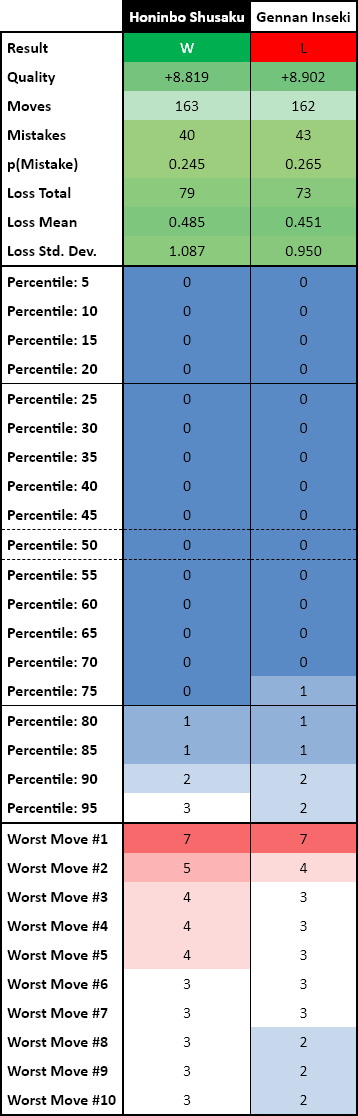 Honinbo Shusaku Gennan Inseki
Result W L
Quality +8.819 +8.902
Moves 163 162
Mistakes 40 43
p(Mistake) 0.245 0.265
Loss Total 79 73
Loss Mean 0.485 0.451
Loss Std. Dev. 1.087 0.950
Percentile: 5 0 0
Percentile: 10 0 0
Percentile: 15 0 0
Percentile: 20 0 0
Percentile: 25 0 0
Percentile: 30 0 0
Percentile: 35 0 0
Percentile: 40 0 0
Percentile: 45 0 0
Percentile: 50 0 0
Percentile: 55 0 0
Percentile: 60 0 0
Percentile: 65 0 0
Percentile: 70 0 0
Percentile: 75 0 1
Percentile: 80 1 1
Percentile: 85 1 1
Percentile: 90 2 2
Percentile: 95 3 2
Worst Move #1 7 7
Worst Move #2 5 4
Worst Move #3 4 3
Worst Move #4 4 3
Worst Move #5 4 3
Worst Move #6 3 3
Worst Move #7 3 3
Worst Move #8 3 2
Worst Move #9 3 2
Worst Move #10 3 2